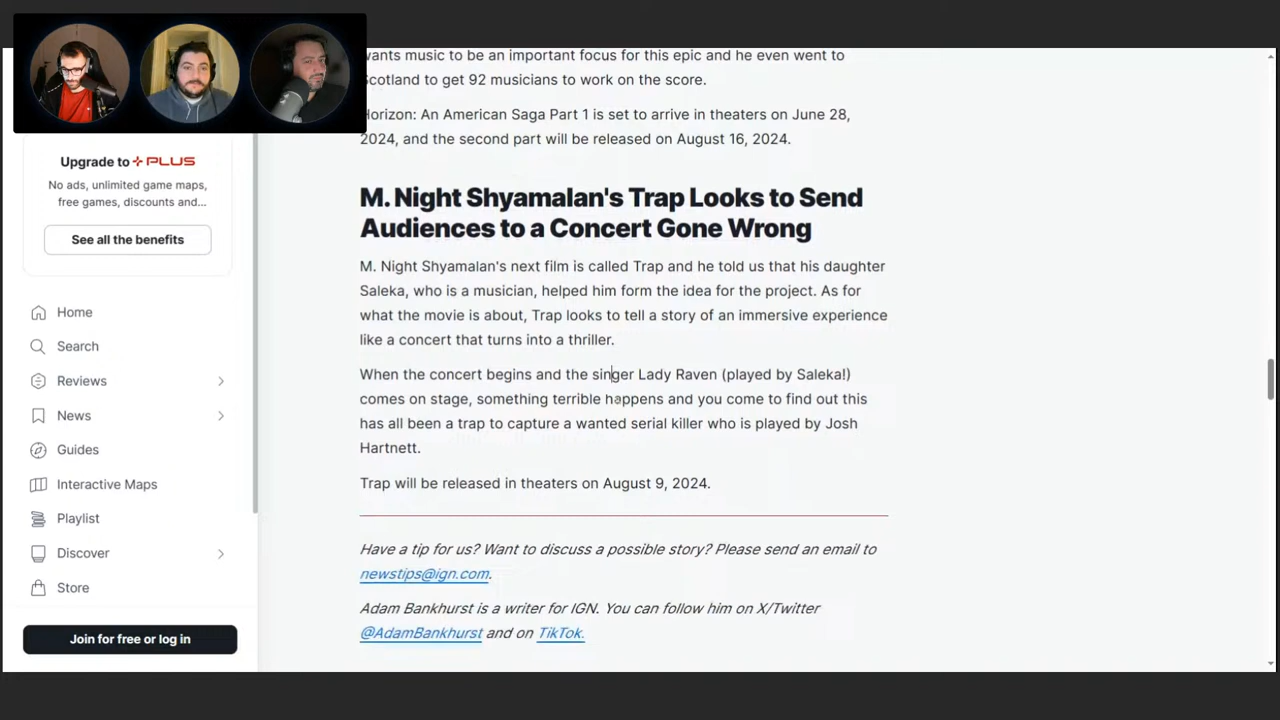 wants music to be an important focus for this epic and he even went to
Scotland to get 92 musicians to work on the score.
Horizon: An American Saga Part 1 is set to arrive in theaters on June 28,
2024, and the second part will be released on August 16, 2024.
Upgrade to PLUS
No ads, unlimited game maps,
free games, discounts and...
See all the benefits
Home
Search
Reviews
News
Guides
Interactive Maps
Playlist
Discover
Store
Join for free or log in
M. Night Shyamalan's Trap Looks to Send
Audiences to a Concert Gone Wrong
M. Night Shyamalan's next film is called Trap and he told us that his daughter
Saleka, who is a musician, helped him form the idea for the project. As for
what the movie is about, Trap looks to tell a story of an immersive experience
like a concert that turns into a thriller.
When the concert begins and the singer Lady Raven (played by Saleka!)
comes on stage, something terrible happens and you come to find out this
has all been a trap to capture a wanted serial killer who is played by Josh
Hartnett.
Trap will be released in theaters on August 9, 2024.
Have a tip for us? Want to discuss a possible story? Please send an email to
newstips@ign.com.
Adam Bankhurst is a writer for IGN. You can follow him on X/Twitter
@AdamBankhurst and on TikTok.